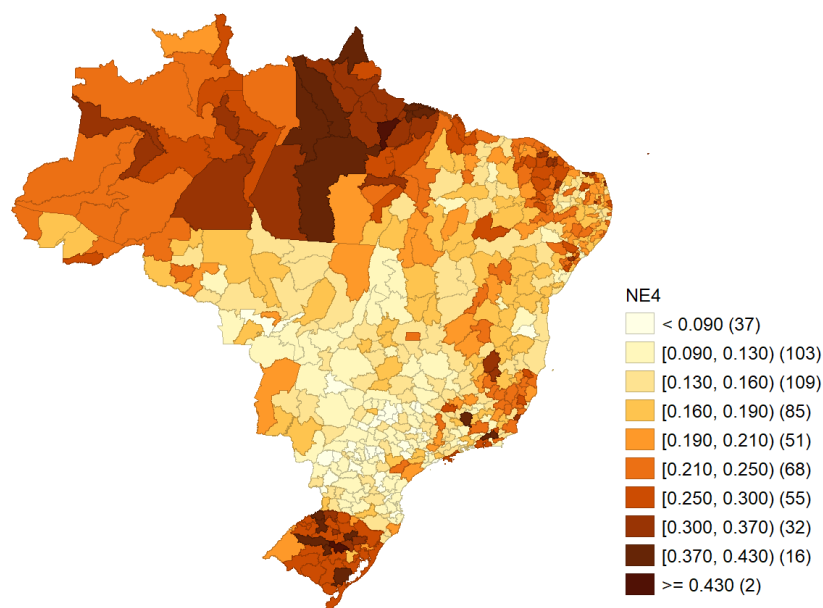 NE4
< 0.090 (37)
[0.090, 0.130) (103)
[0.130, 0.160) (109)
[0.160, 0.190) (85)
[0.190, 0.210) (51)
[0.210, 0.250) (68)
[0.250, 0.300) (55)
[0.300, 0.370) (32)
[0.370, 0.430) (16)
>= 0.430 (2)